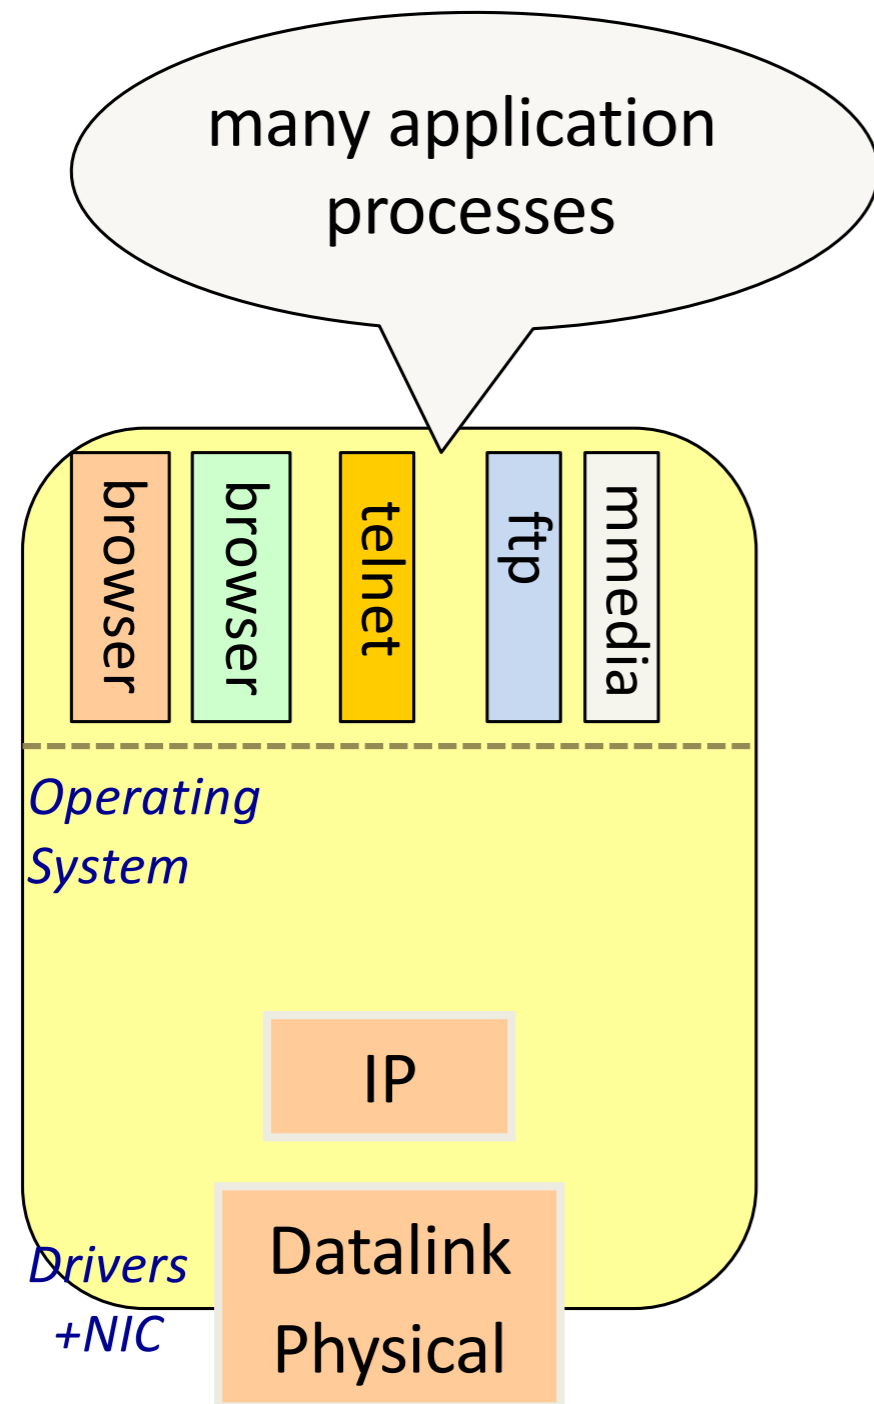 many application
processes
browser
browser
telnet
ftp
mmedia
Operating
System
IP
Datalink
Physical
Drivers
+NIC